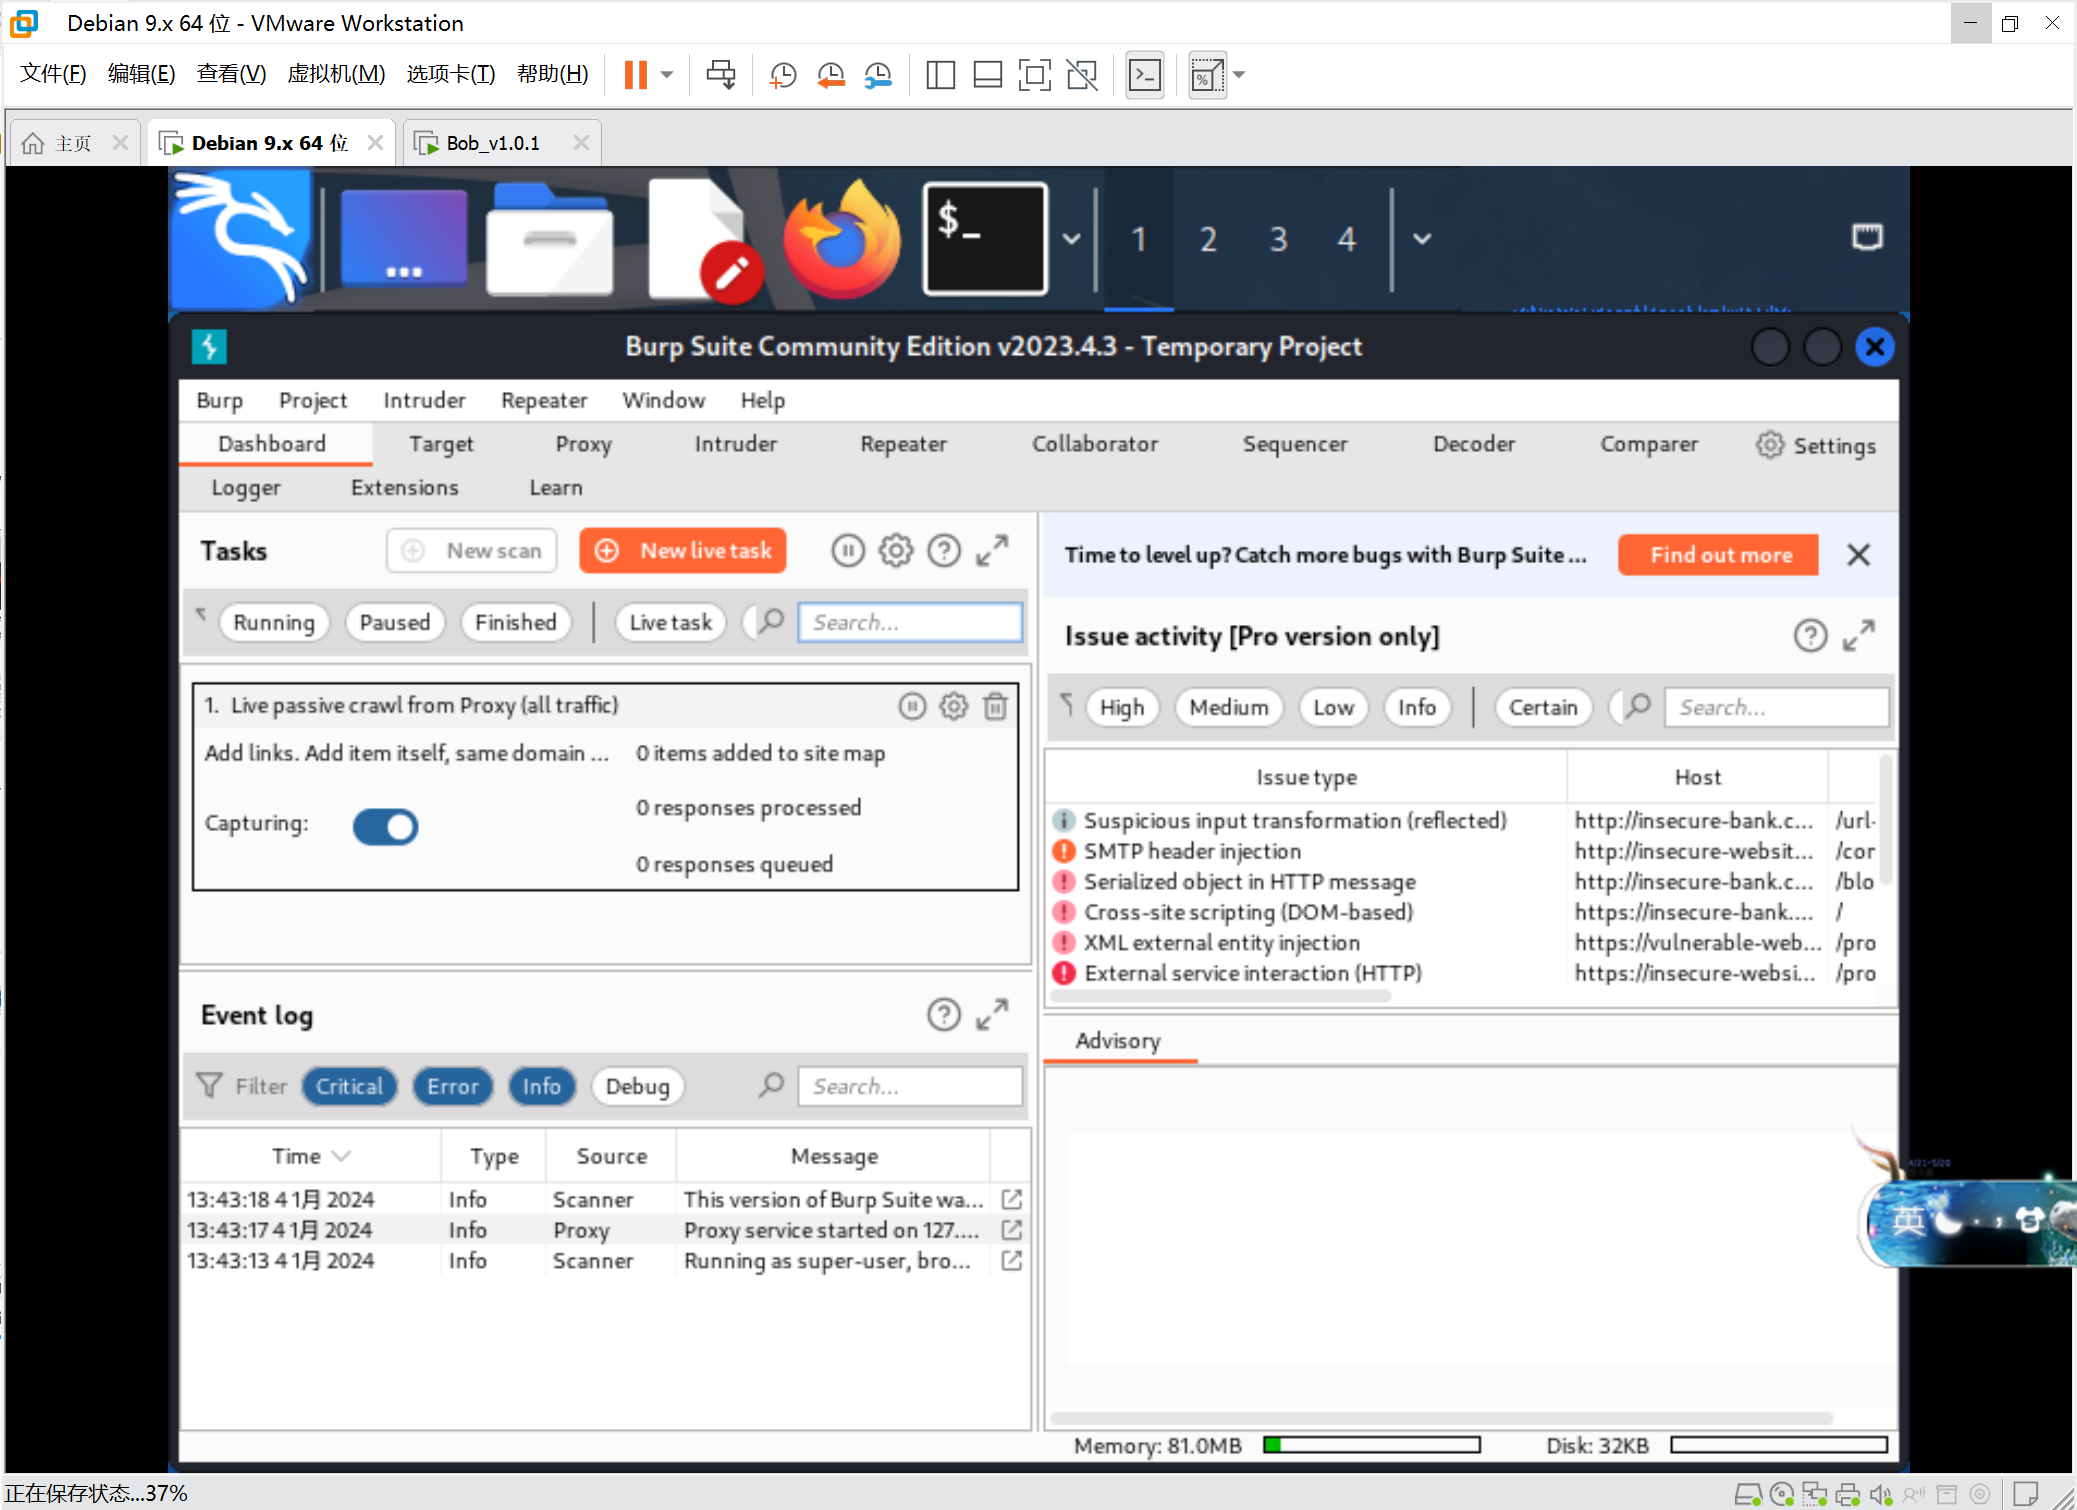 Debian 9.x 64 位 - VMware Workstation
文件(F) 编辑(E) 查看(V) 虚拟机(M) 选项卡(T) 帮助(H)
主页 Debian 9.x 64 位 Bob_v1.0.1
$_ 1 2 3 4
Burp Suite Community Edition v2023.4.3 - Temporary Project
Burp Project Intruder Repeater Window Help
Dashboard Target Proxy Intruder Repeater Collaborator Sequencer Decoder Comparer Settings
Logger Extensions Learn
Tasks New scan New live task
Running Paused Finished Live task Search...
1. Live passive crawl from Proxy (all traffic)
Add links. Add item itself, same domain ... 0 items added to site map
0 responses processed
Capturing:
0 responses queued
Event log
Filter Critical Error Info Debug Search...
Time Type Source Message
13:43:18 4 1月 2024 Info Scanner This version of Burp Suite wa...
13:43:17 4 1月 2024 Info Proxy Proxy service started on 127....
13:43:13 4 1月 2024 Info Scanner Running as super-user, bro...
Time to level up? Catch more bugs with Burp Suite ... Find out more
Issue activity [Pro version only]
High Medium Low Info Certain Search...
Issue type Host
Suspicious input transformation (reflected) http://insecure-bank.c... /url-
SMTP header injection http://insecure-websit... /cor
Serialized object in HTTP message http://insecure-bank.c... /blo
Cross-site scripting (DOM-based) https://insecure-bank.... /
XML external entity injection https://vulnerable-web... /pro
External service interaction (HTTP) https://insecure-websi... /pro
Advisory
4/21-5/20
英
Memory: 81.0MB Disk: 32KB
正在保存状态...37%